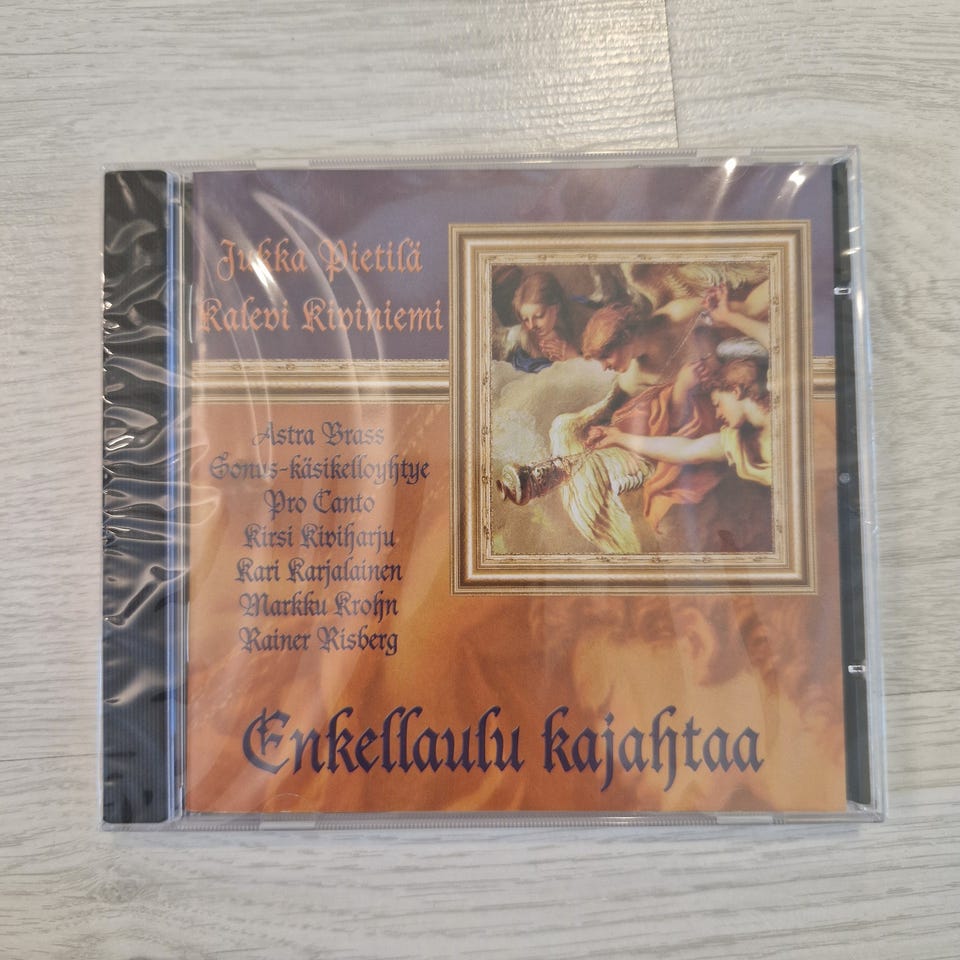 Jukka Pietilä
Kalevi Kiviniemi
Astra Brass
Sonus-käsikelloyhtye
Pro Canto
Kirsi Kiviharju
Kari Karjalainen
Markku Krohn
Rainer Risberg
Enkellaulu kajahtaa